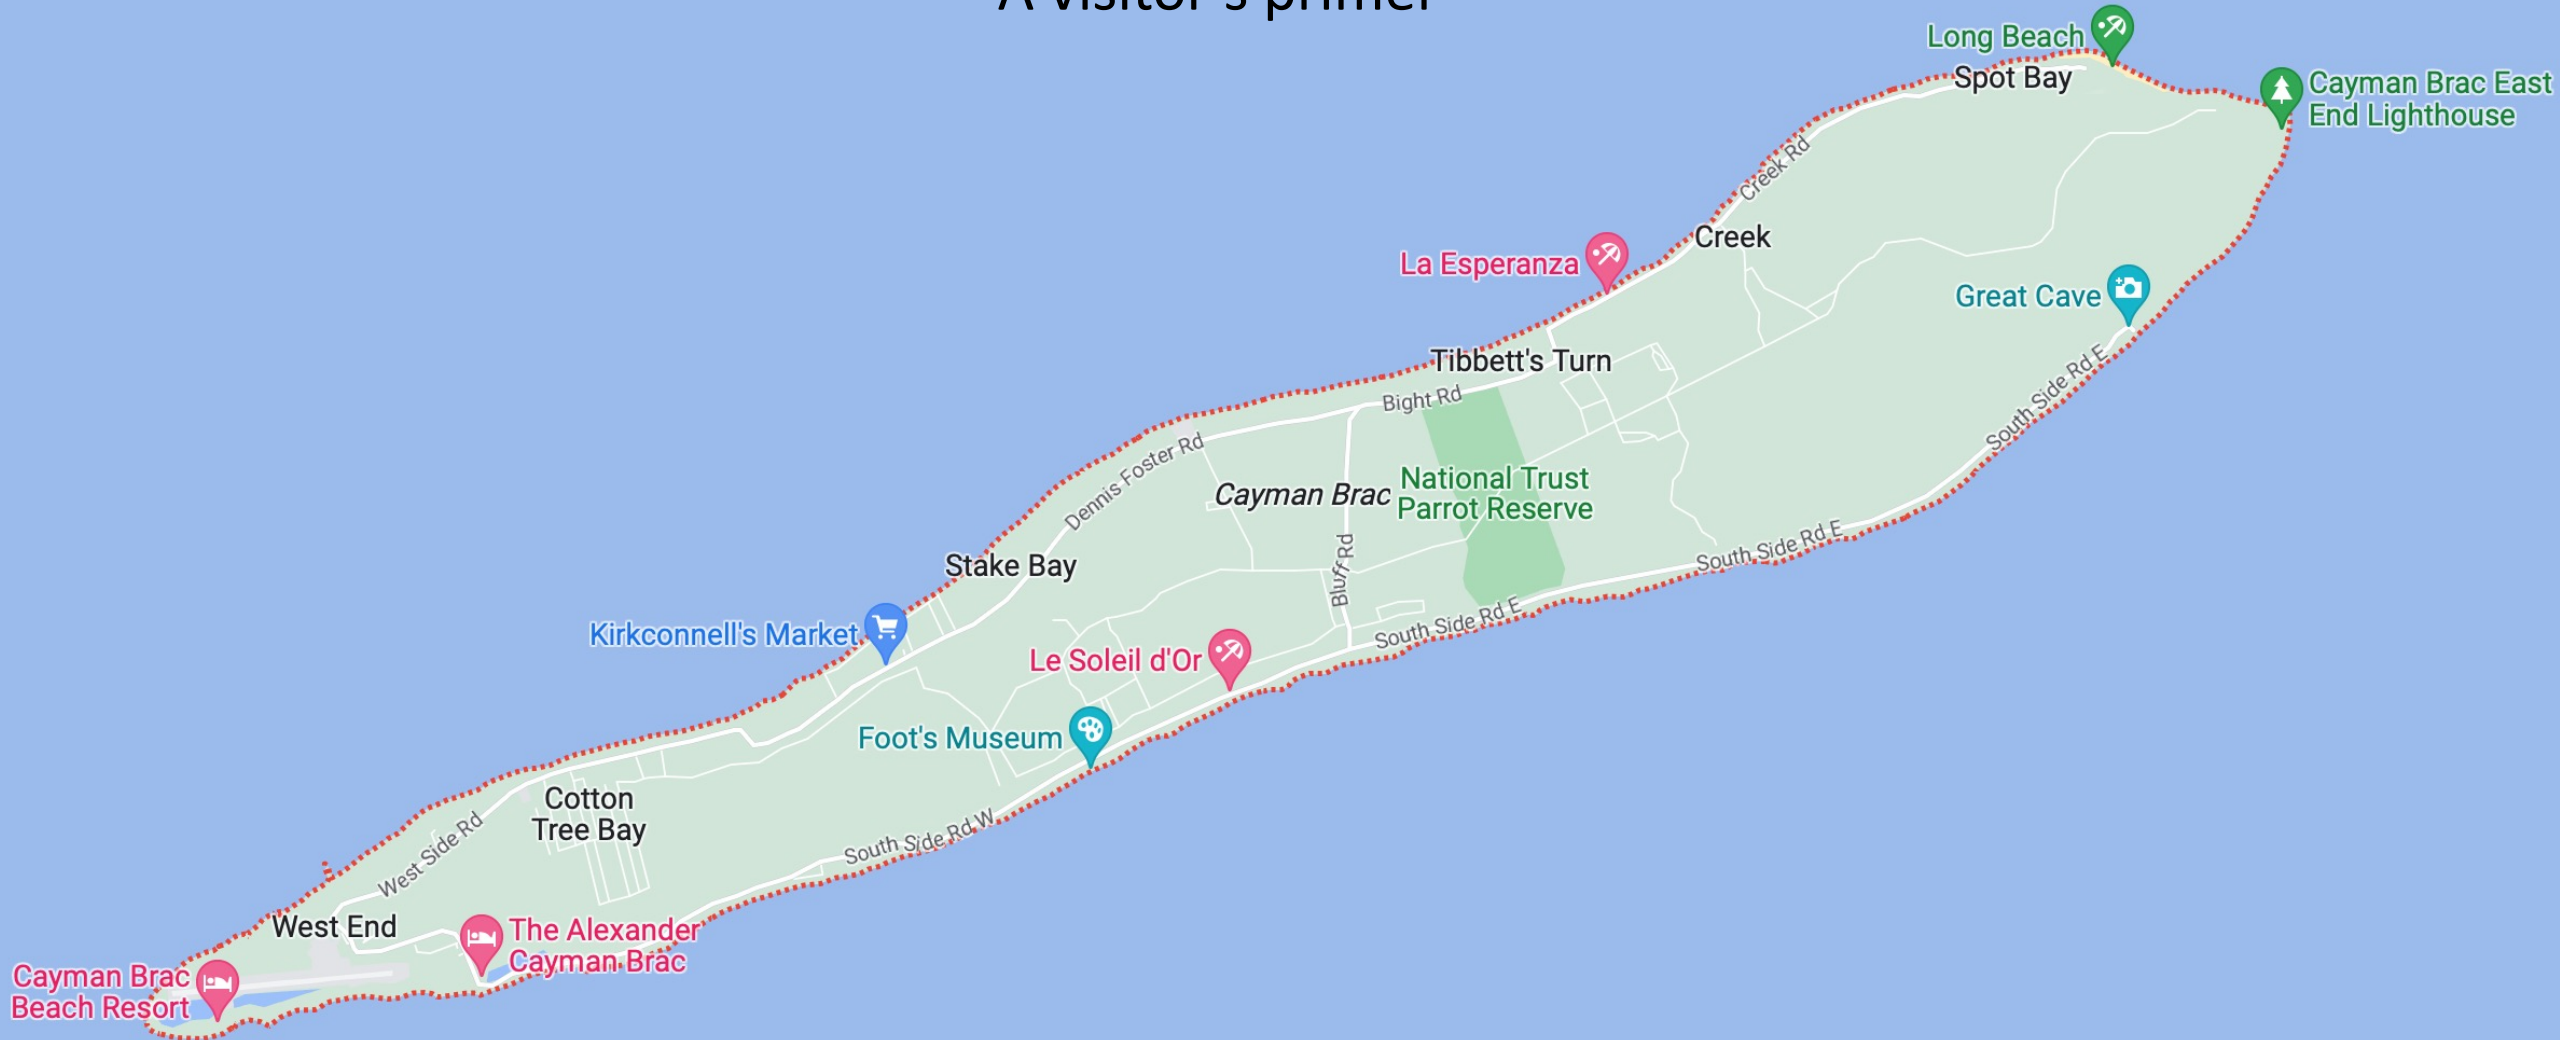 A visitor's primer
Long Beach
Spot Bay
Cayman Brac East
End Lighthouse
Creek Rd
Creek
La Esperanza
Great Cave
Tibbett's Turn
Bight Rd
South Side Rd E
Dennis Foster Rd
Cayman Brac
National Trust
Parrot Reserve
Bluff Rd
South Side Rd E
Stake Bay
South Side Rd E
Kirkconnell's Market
Le Soleil d'Or
Foot's Museum
Cotton
Tree Bay
South Side Rd W
West Side Rd
West End
The Alexander
Cayman Brac
Cayman Brac
Beach Resort